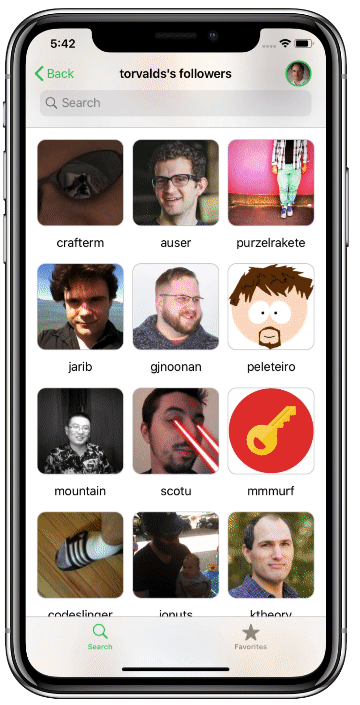 5:42
Back torvalds's followers
Search
crafterm auser purzelrakete
jarib gjnoonan peleteiro
mountain scotu mmmurf
codeslinger jonuts ktheory
Search Favorites